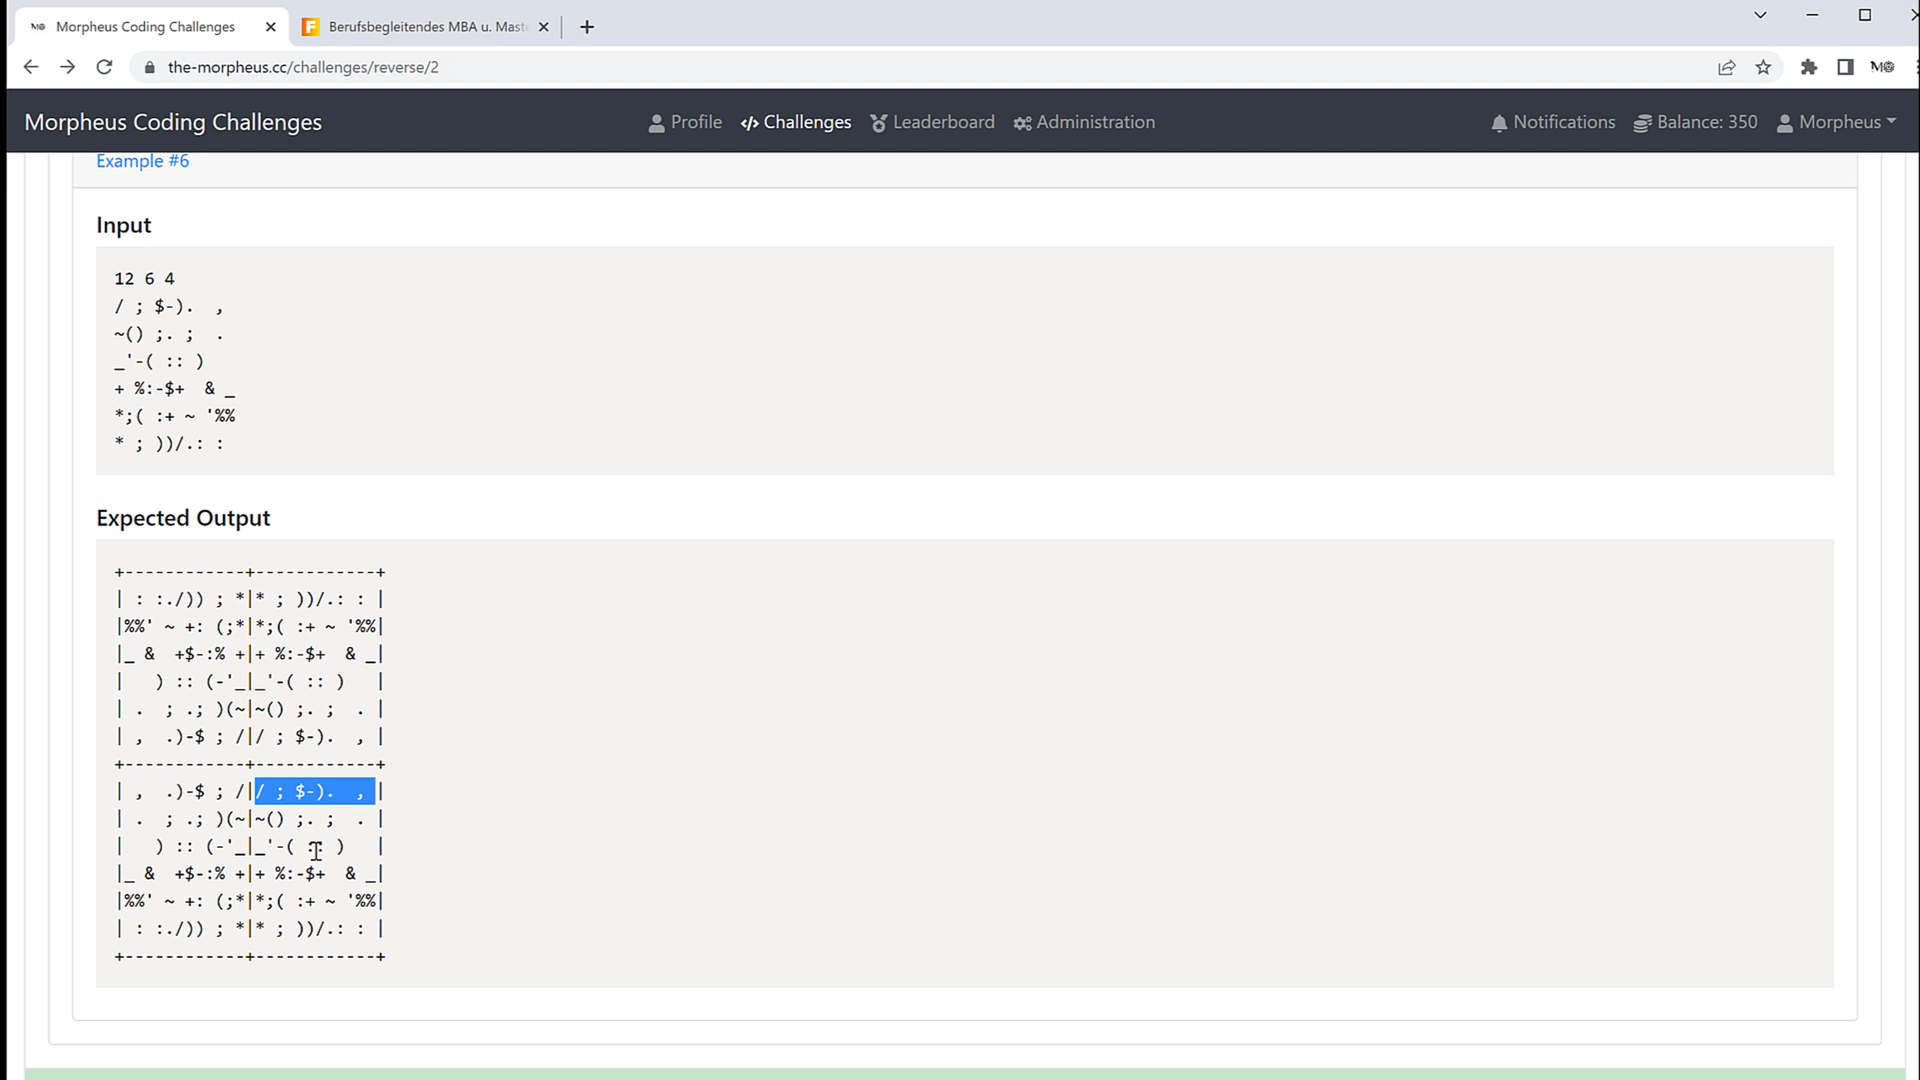 Morpheus Coding Challenges
Berufsbegleitendes MBA u. Mast
the-morpheus.cc/challenges/reverse/2
M@
Morpheus Coding Challenges
Profile
Challenges
Leaderboard
Administration
Notifications
Balance: 350
Morpheus
Example #6
Input
12 6 4
/ ; $-).  ,
~() ;. ;  .
_'-( :: )
+ %:-$+  & _
*;( :+ ~ '%%
* ; ))/.: :
Expected Output
+------------+------------+
| : :./)) ; *|* ; ))/.: : |
|%%' ~ +: (;*|*;( :+ ~ '%%|
|_ &  +$-:% +|+ %:-$+  & _|
|   ) :: (-'_|_'-( :: )   |
| .  ; .; )(~|~() ;. ;  . |
| ,  .)-$ ; /|/ ; $-).  , |
+------------+------------+
| ,  .)-$ ; /|/ ; $-).  , |
| .  ; .; )(~|~() ;. ;  . |
|   ) :: (-'_|_'-( :: )   |
|_ &  +$-:% +|+ %:-$+  & _|
|%%' ~ +: (;*|*;( :+ ~ '%%|
| : :./)) ; *|* ; ))/.: : |
+------------+------------+